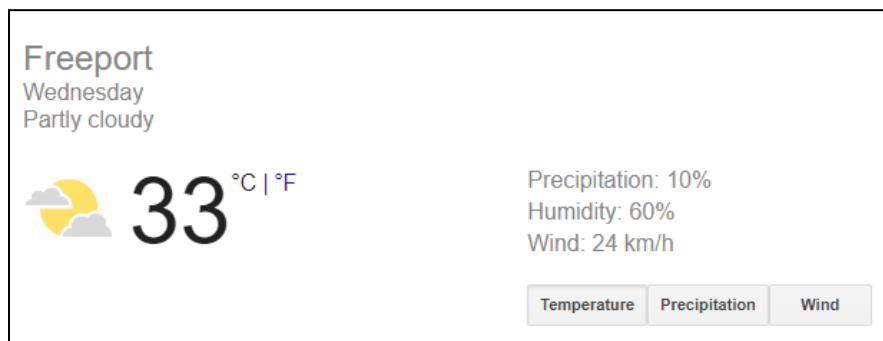 Freeport
Wednesday
Partly cloudy
33 °C | °F
Precipitation: 10%
Humidity: 60%
Wind: 24 km/h
Temperature Precipitation Wind